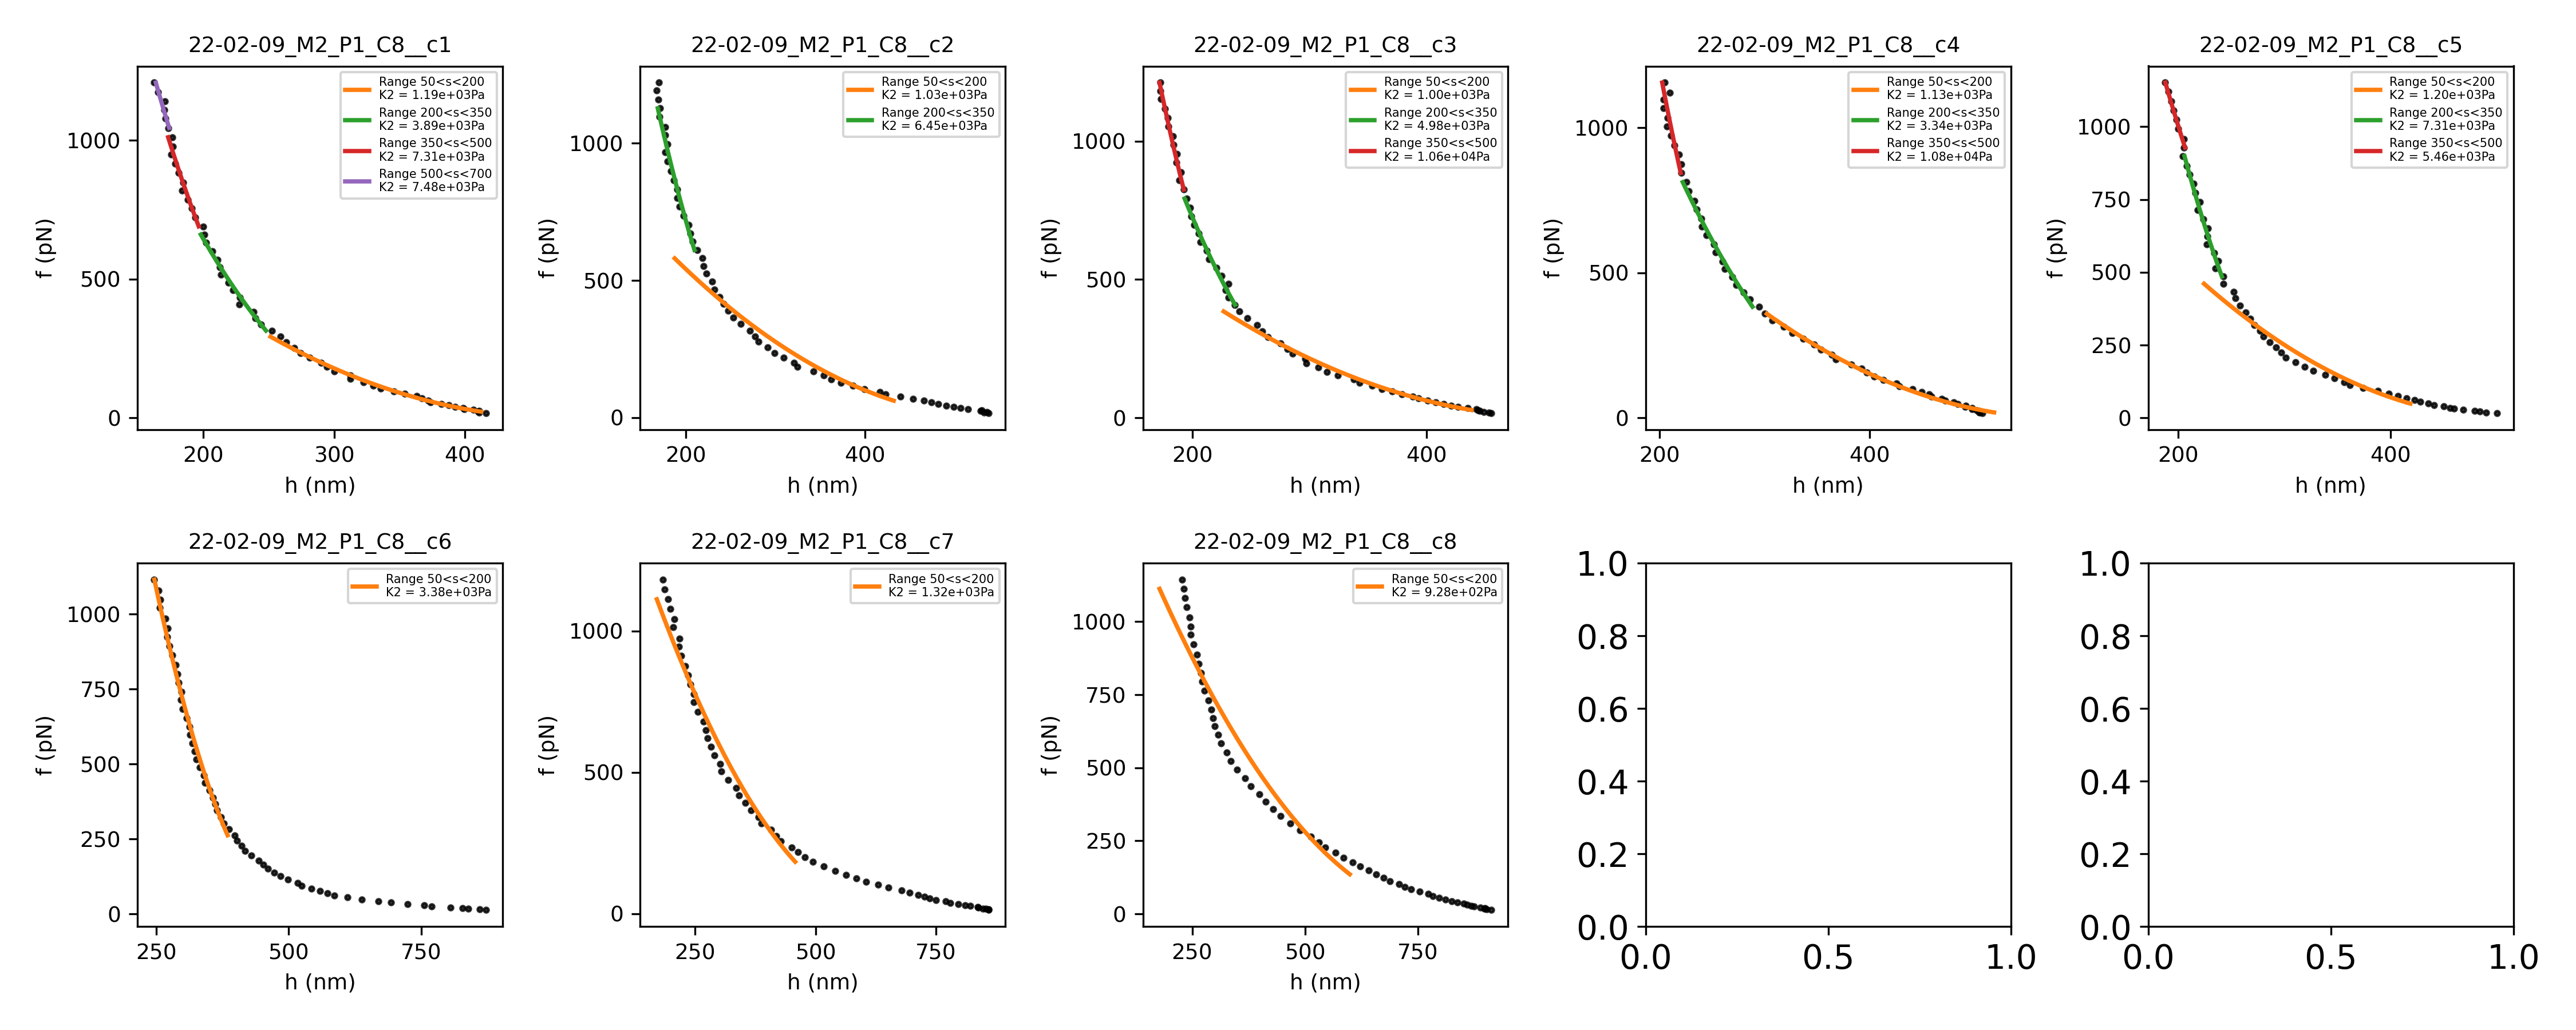 22-02-09_M2_P1_C8__c1
22-02-09_M2_P1_C8__c2
22-02-09_M2_P1_C8__c3
22-02-09_M2_P1_C8__c4
22-02-09_M2_P1_C8__c5
Range 50<s<200
K2 = 1.19e+03Pa
Range 200<s<350
K2 = 3.89e+03Pa
Range 350<s<500
K2 = 7.31e+03Pa
Range 500<s<700
K2 = 7.48e+03Pa
1000
500
0
f (pN)
200 300 400
h (nm)
Range 50<s<200
K2 = 1.03e+03Pa
Range 200<s<350
K2 = 6.45e+03Pa
1000
500
0
f (pN)
200 400
h (nm)
Range 50<s<200
K2 = 1.00e+03Pa
Range 200<s<350
K2 = 4.98e+03Pa
Range 350<s<500
K2 = 1.06e+04Pa
1000
500
0
f (pN)
200 400
h (nm)
Range 50<s<200
K2 = 1.13e+03Pa
Range 200<s<350
K2 = 3.34e+03Pa
Range 350<s<500
K2 = 1.08e+04Pa
1000
500
0
f (pN)
200 400
h (nm)
Range 50<s<200
K2 = 1.20e+03Pa
Range 200<s<350
K2 = 7.31e+03Pa
Range 350<s<500
K2 = 5.46e+03Pa
1000
750
500
250
0
f (pN)
200 400
h (nm)
22-02-09_M2_P1_C8__c6
22-02-09_M2_P1_C8__c7
22-02-09_M2_P1_C8__c8
Range 50<s<200
K2 = 3.38e+03Pa
1000
750
500
250
0
f (pN)
250 500 750
h (nm)
Range 50<s<200
K2 = 1.32e+03Pa
1000
500
0
f (pN)
250 500 750
h (nm)
Range 50<s<200
K2 = 9.28e+02Pa
1000
750
500
250
0
f (pN)
250 500 750
h (nm)
1.0
0.8
0.6
0.4
0.2
0.0
0.0 0.5 1.0
1.0
0.8
0.6
0.4
0.2
0.0
0.0 0.5 1.0